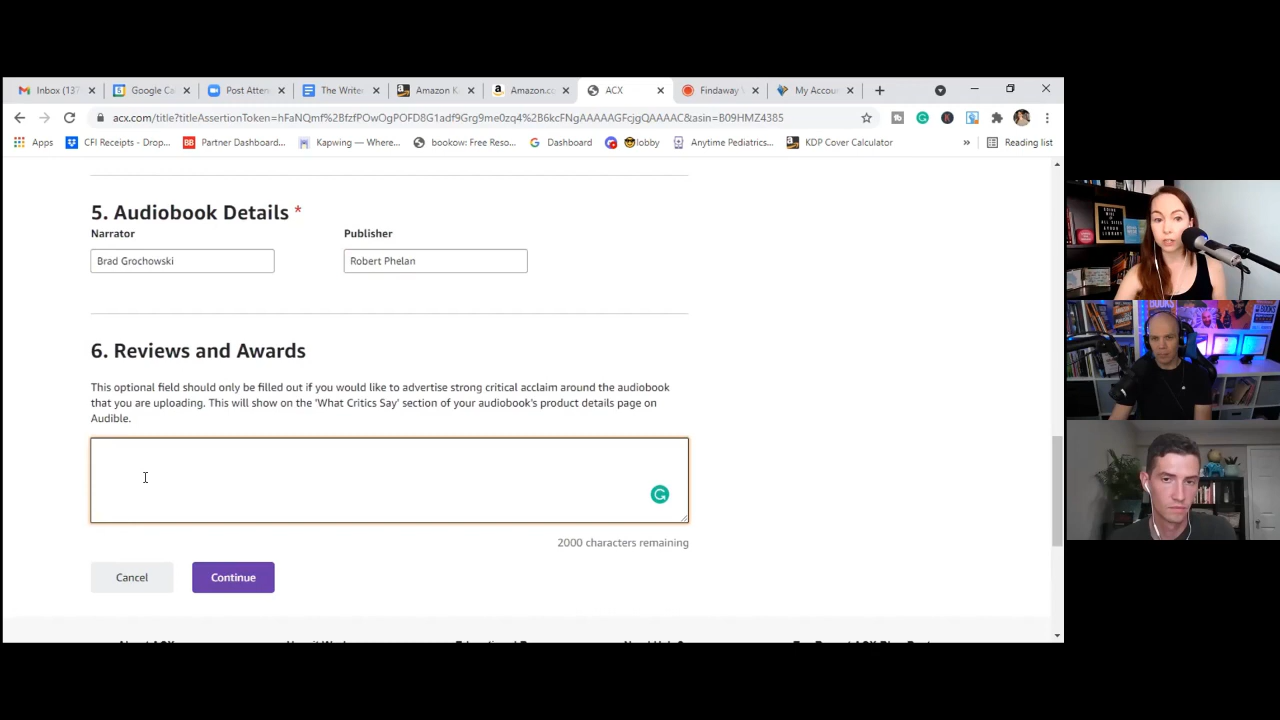 Inbox (137
Google Ca
Post Atten
The Write
Amazon K
Amazon.co
ACX
Findaway
My Accou
acx.com/title?titleAssertionToken=hFaNQmf%2BfzfPOwOgPOFD8G1adf9Grg9me0zq4%2B6kcFNgAAAAAGFcjgQAAAAC&asin=B09HMZ4385
Apps
CFI Receipts - Drop...
Partner Dashboard...
Kapwing — Where...
bookow: Free Reso...
Dashboard
lobby
Anytime Pediatrics...
KDP Cover Calculator
»
Reading list
5. Audiobook Details *
Narrator
Publisher
Brad Grochowski
Robert Phelan
6. Reviews and Awards
This optional field should only be filled out if you would like to advertise strong critical acclaim around the audiobook
that you are uploading. This will show on the 'What Critics Say' section of your audiobook's product details page on
Audible.
2000 characters remaining
Cancel
Continue